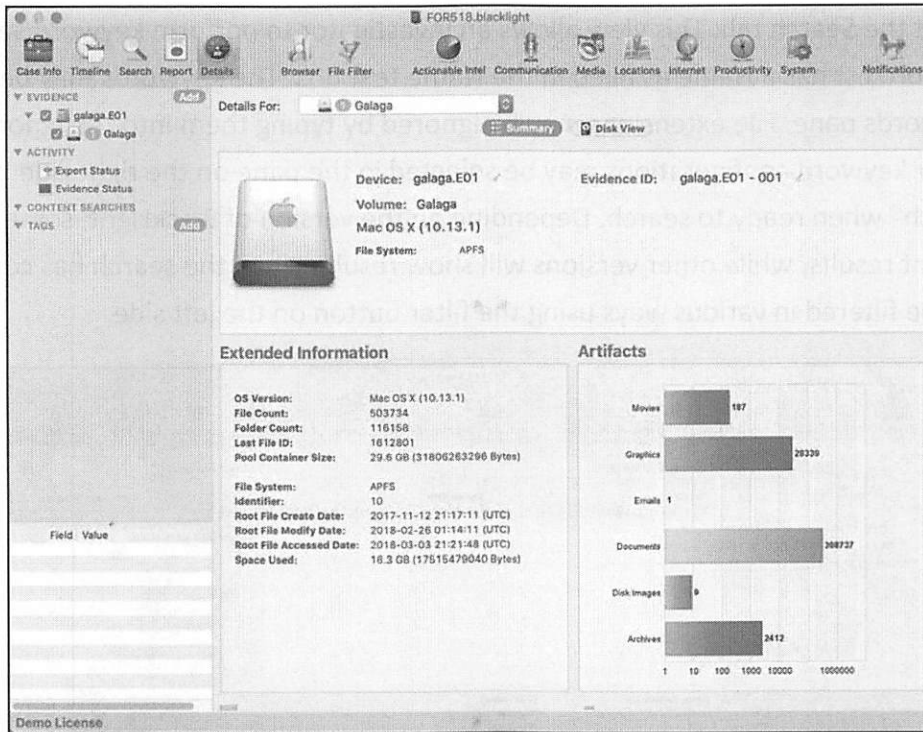 FOR518.blacklight
Case Info Timeline Search Report Details Browser File Filter Actionable Intel Communication Media Locations Internet Productivity System Notifications
EVIDENCE Add
galaga.E01
Galaga
ACTIVITY
Export Status
Evidence Status
CONTENT SEARCHES
TAGS Add
Field Value
Demo License
Details For: Galaga
Summary Disk View
Device: galaga.E01 Evidence ID: galaga.E01 - 001
Volume: Galaga
Mac OS X (10.13.1)
File System: APFS
Extended Information
OS Version: Mac OS X (10.13.1)
File Count: 503734
Folder Count: 116158
Last File ID: 1612801
Pool Container Size: 29.6 GB (31806263296 Bytes)
File System: APFS
Identifier: 10
Root File Create Date: 2017-11-12 21:17:11 (UTC)
Root File Modify Date: 2018-02-26 01:14:11 (UTC)
Root File Accessed Date: 2018-03-03 21:21:48 (UTC)
Space Used: 16.3 GB (17515479040 Bytes)
Artifacts
Movies 187
Graphics 28339
Emails 1
Documents
Disk Images 9
Archives 2412
1 10 100 1000 10000 1000000